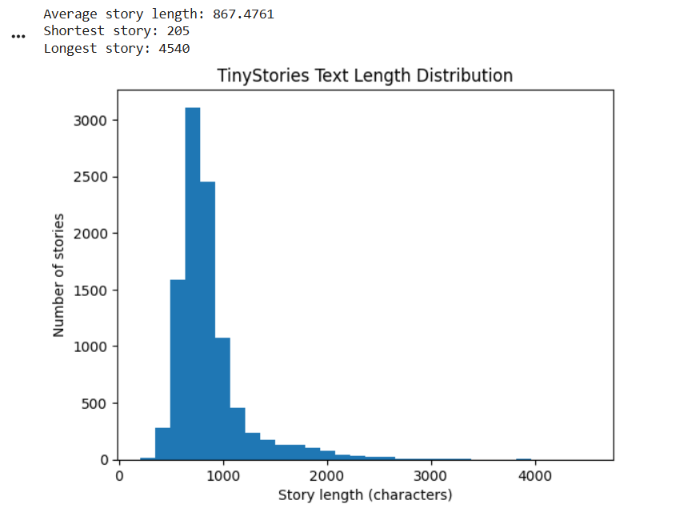 Average story length: 867.4761
Shortest story: 205
Longest story: 4540
TinyStories Text Length Distribution
3000
2500
2000
1500
1000
500
0
Number of stories
0 1000 2000 3000 4000
Story length (characters)